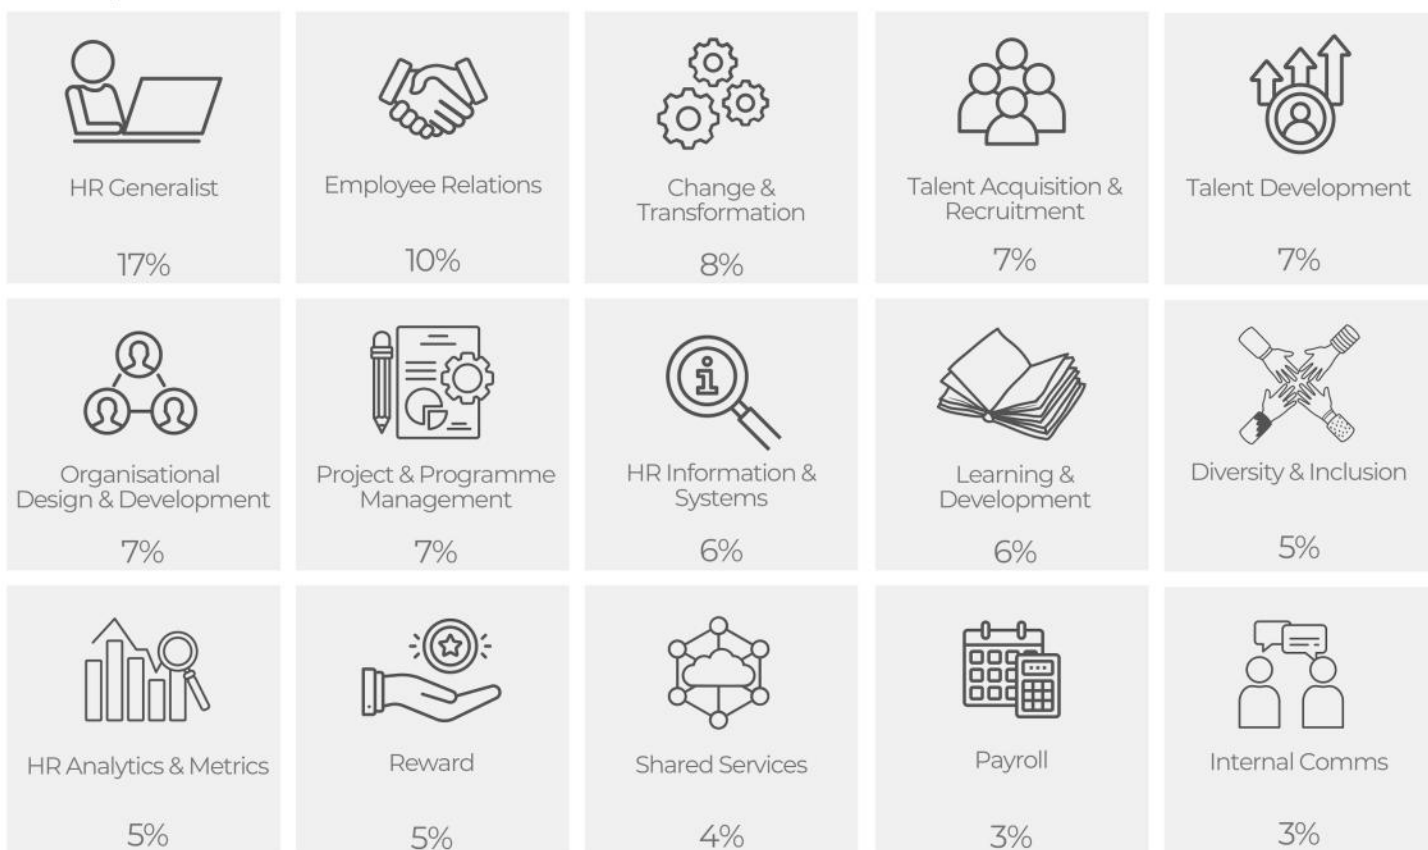 HR Generalist
17%
Employee Relations
10%
Change &
Transformation
8%
Talent Acquisition &
Recruitment
7%
Talent Development
7%
Organisational
Design & Development
7%
Project & Programme
Management
7%
HR Information &
Systems
6%
Learning &
Development
6%
Diversity & Inclusion
5%
HR Analytics & Metrics
5%
Reward
5%
Shared Services
4%
Payroll
3%
Internal Comms
3%